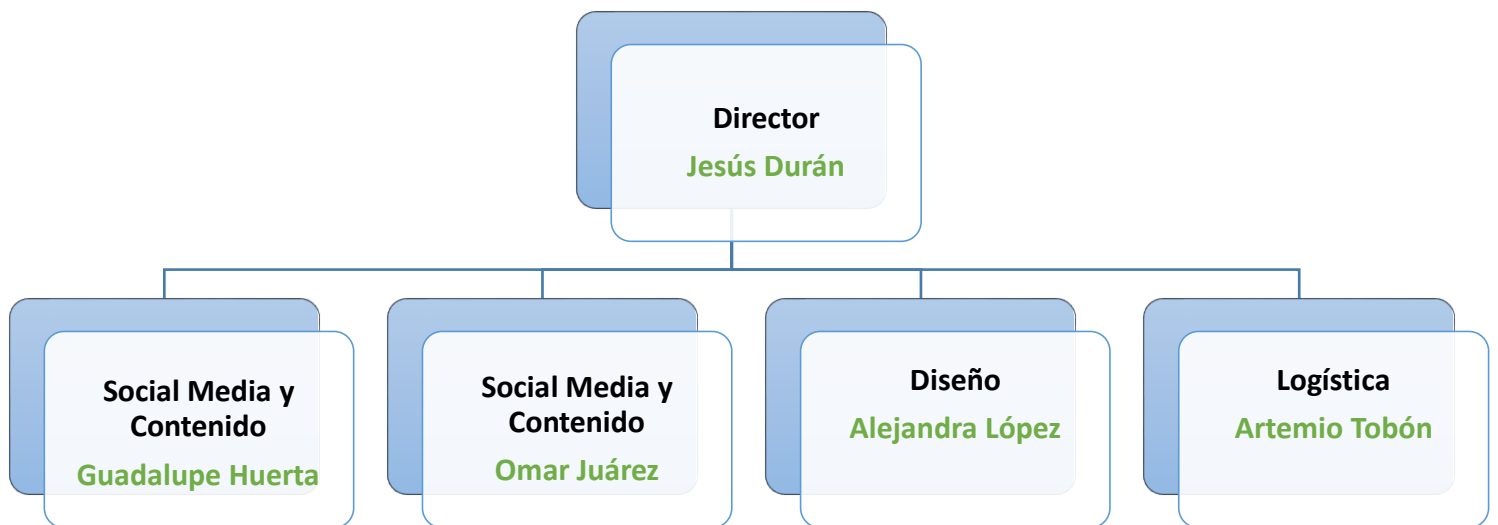 Director
Jesús Durán
Social Media y
Contenido
Guadalupe Huerta
Social Media y
Contenido
Omar Juárez
Diseño
Alejandra López
Logística
Artemio Tobón